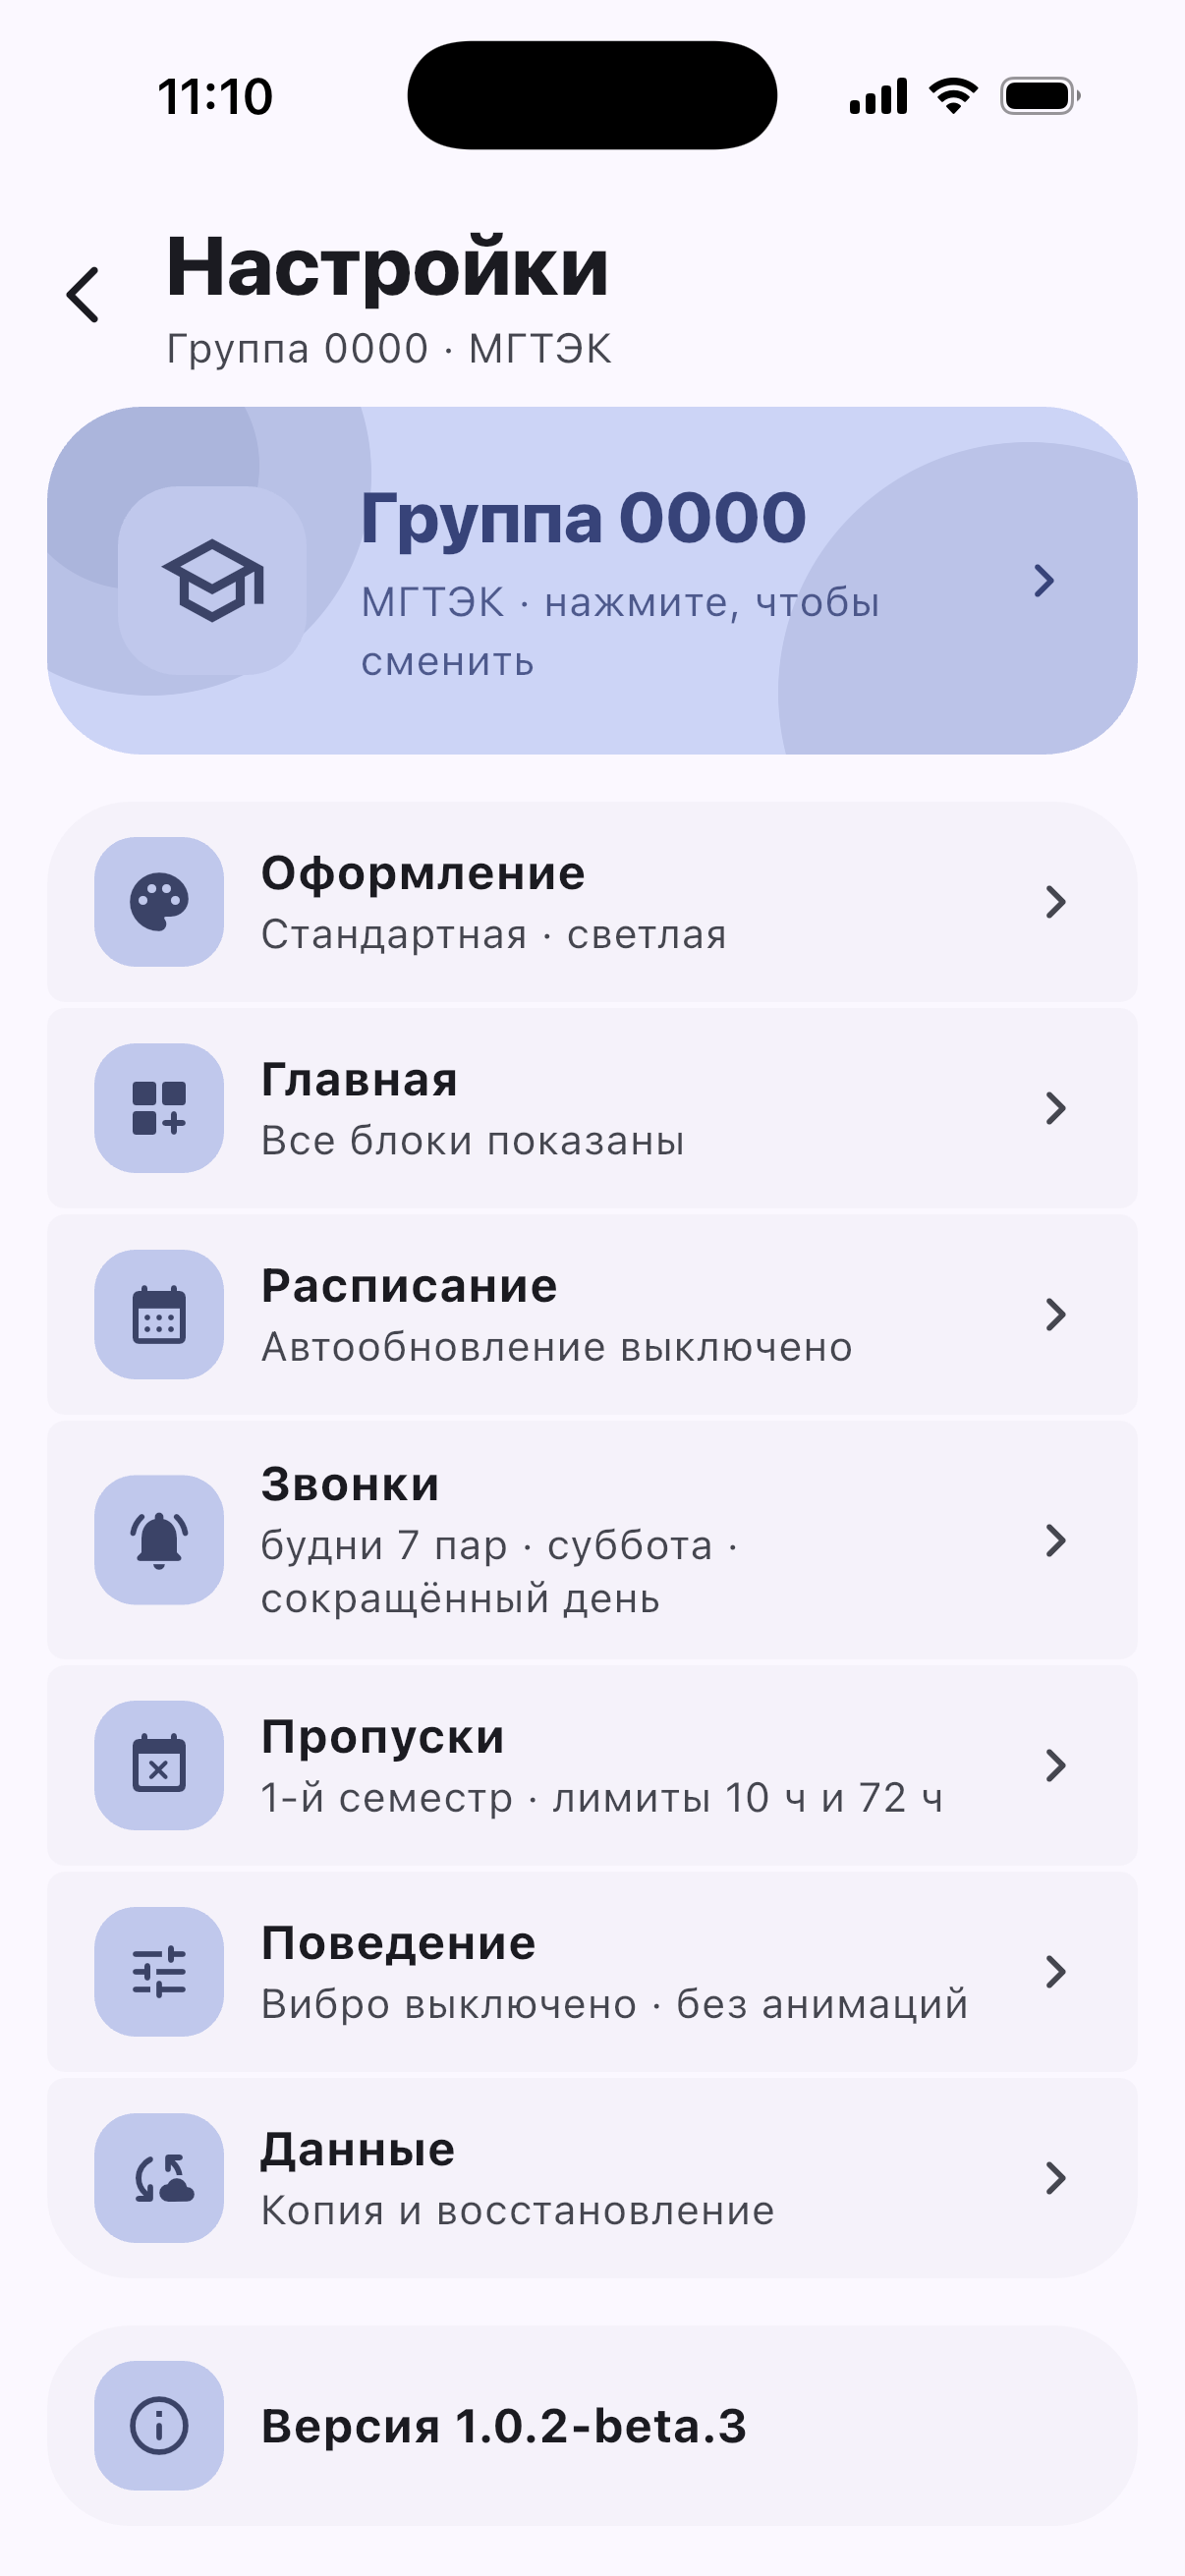 11:10
Настройки
Группа 0000 · МГТЭК
Группа 0000
МГТЭК · нажмите, чтобы
сменить
Оформление
Стандартная · светлая
Главная
Все блоки показаны
Расписание
Автообновление выключено
Звонки
будни 7 пар · суббота ·
сокращённый день
Пропуски
1-й семестр · лимиты 10 ч и 72 ч
Поведение
Вибро выключено · без анимаций
Данные
Копия и восстановление
Версия 1.0.2-beta.3